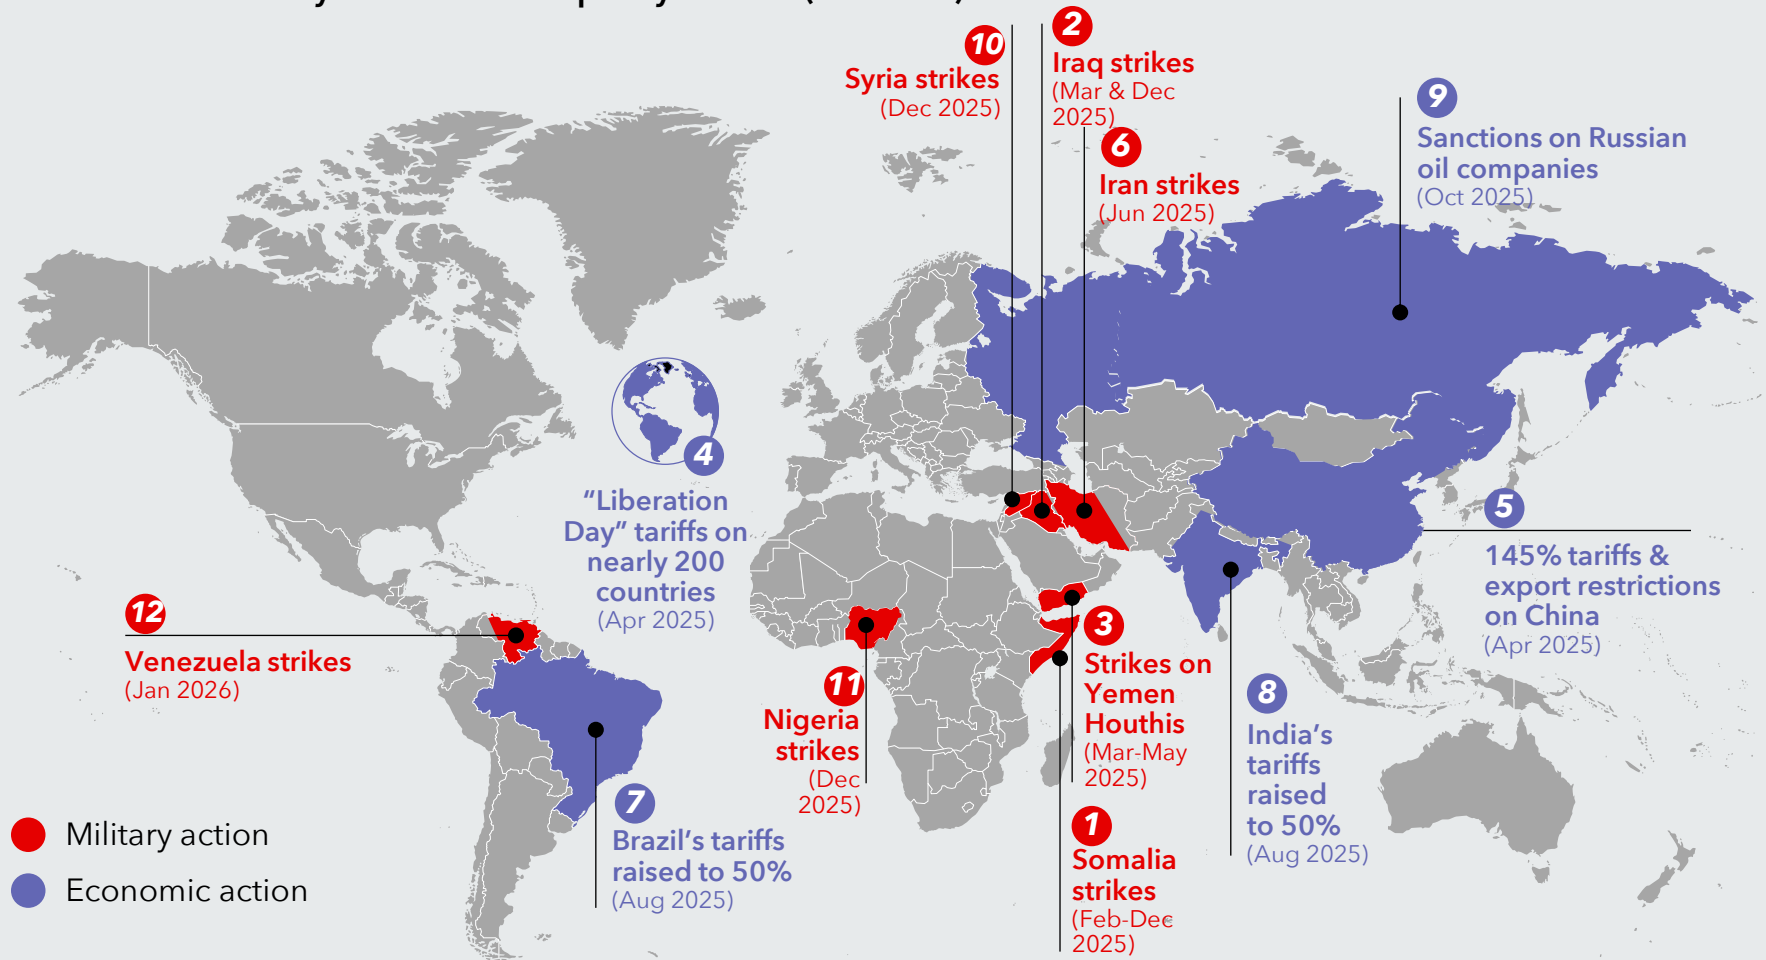 10
Syria strikes
(Dec 2025)
2
Iraq strikes
(Mar & Dec
2025)
6
Iran strikes
(Jun 2025)
9
Sanctions on Russian
oil companies
(Oct 2025)
4
“Liberation
Day” tariffs on
nearly 200
countries
(Apr 2025)
5
145% tariffs &
export restrictions
on China
(Apr 2025)
12
Venezuela strikes
(Jan 2026)
11
Nigeria
strikes
(Dec
2025)
3
Strikes on
Yemen
Houthis
(Mar-May
2025)
8
India’s
tariffs
raised
to 50%
(Aug 2025)
7
Brazil’s tariffs
raised to 50%
(Aug 2025)
1
Somalia
strikes
(Feb-Dec
2025)
Military action
Economic action